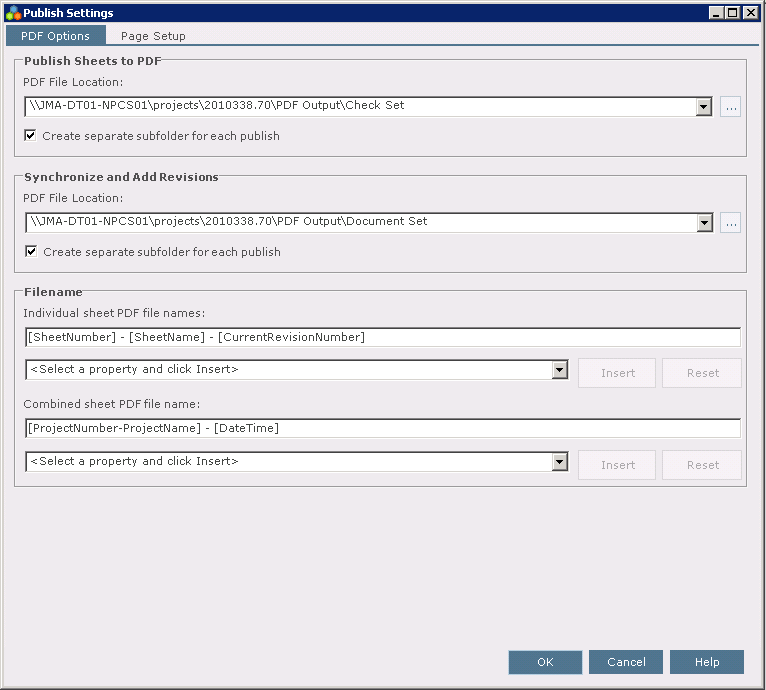 Publish Settings
PDF Options Page Setup
Publish Sheets to PDF
PDF File Location:
\\JMA-DT01-NPCS01\projects\2010338.70\PDF Output\Check Set
...
Create separate subfolder for each publish
Synchronize and Add Revisions
PDF File Location:
\\JMA-DT01-NPCS01\projects\2010338.70\PDF Output\Document Set
...
Create separate subfolder for each publish
Filename
Individual sheet PDF file names:
[SheetNumber] - [SheetName] - [CurrentRevisionNumber]
<Select a property and click Insert> Insert Reset
Combined sheet PDF file name:
[ProjectNumber-ProjectName] - [DateTime]
<Select a property and click Insert> Insert Reset
OK Cancel Help